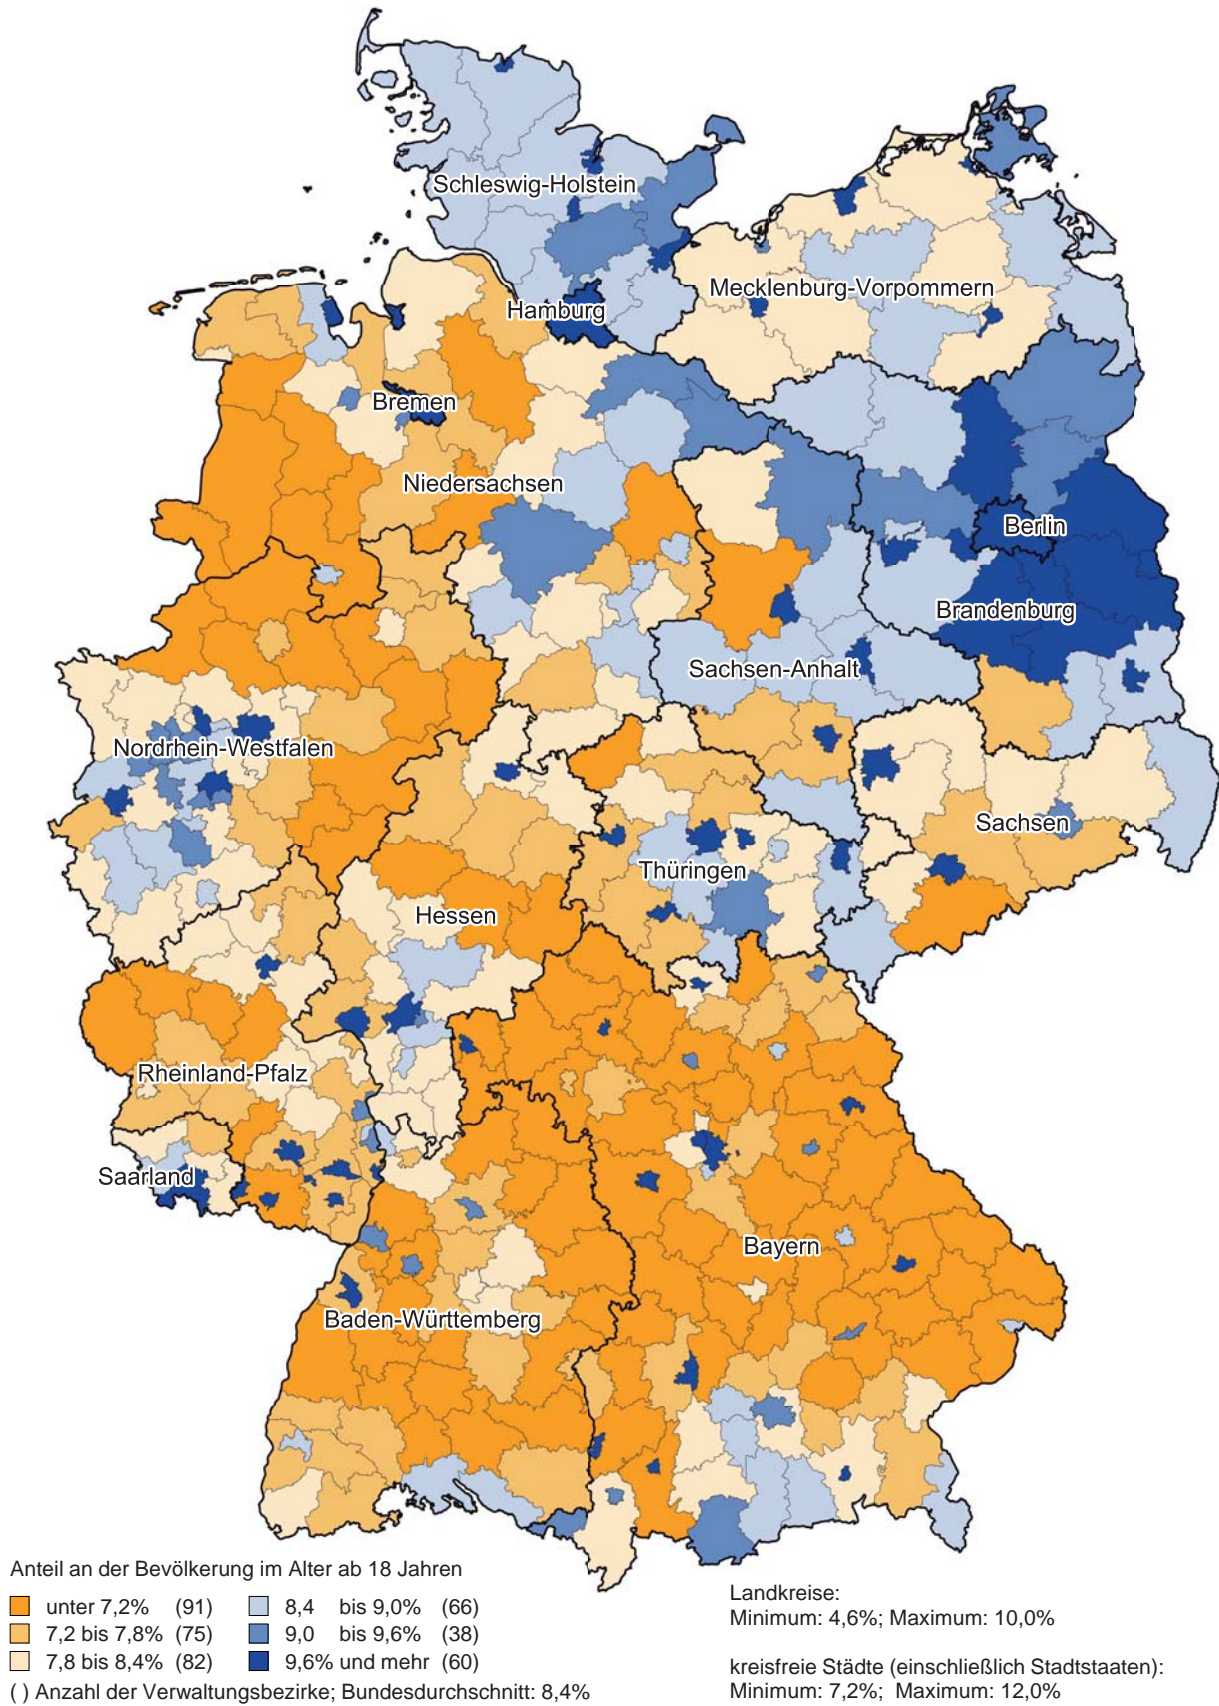 Schleswig-Holstein
Mecklenburg-Vorpommern
Hamburg
Bremen
Niedersachsen
Berlin
Brandenburg
Sachsen-Anhalt
Nordrhein-Westfalen
Sachsen
Thüringen
Hessen
Rheinland-Pfalz
Saarland
Bayern
Baden-Württemberg
Anteil an der Bevölkerung im Alter ab 18 Jahren
unter 7,2% (91) 8,4 bis 9,0% (66)
7,2 bis 7,8% (75) 9,0 bis 9,6% (38)
7,8 bis 8,4% (82) 9,6% und mehr (60)
( ) Anzahl der Verwaltungsbezirke; Bundesdurchschnitt: 8,4%
Landkreise:
Minimum: 4,6%; Maximum: 10,0%
kreisfreie Städte (einschließlich Stadtstaaten):
Minimum: 7,2%; Maximum: 12,0%